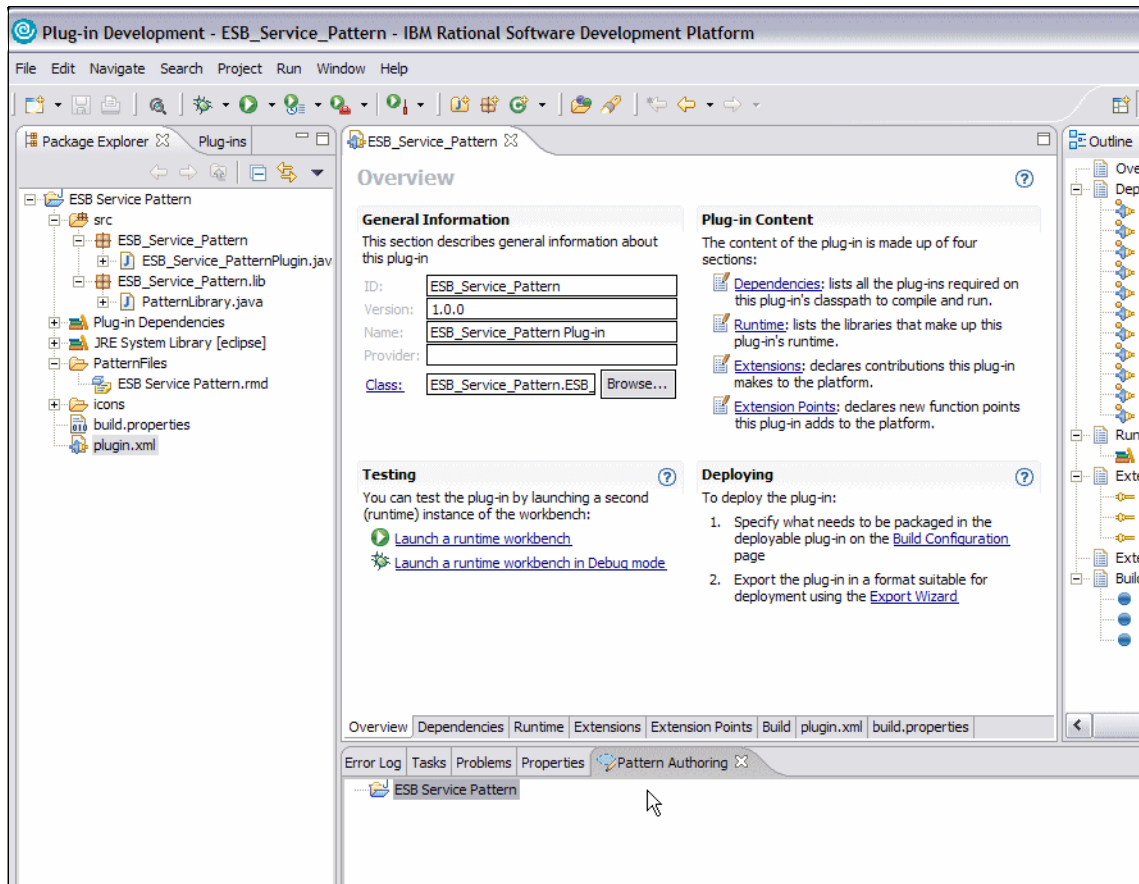 Plug-in Development - ESB_Service_Pattern - IBM Rational Software Development Platform
File Edit Navigate Search Project Run Window Help
Package Explorer Plug-ins
ESB Service Pattern
src
ESB_Service_Pattern
ESB_Service_PatternPlugin.jav
ESB_Service_Pattern.lib
PatternLibrary.java
Plug-in Dependencies
JRE System Library [eclipse]
PatternFiles
ESB Service Pattern.rmd
icons
build.properties
plugin.xml
ESB_Service_Pattern
Overview
General Information
This section describes general information about
this plug-in
ID: ESB_Service_Pattern
Version: 1.0.0
Name: ESB_Service_Pattern Plug-in
Provider:
Class: ESB_Service_Pattern.ESB_ Browse...
Plug-in Content
The content of the plug-in is made up of four
sections:
Dependencies: lists all the plug-ins required on
this plug-in's classpath to compile and run.
Runtime: lists the libraries that make up this
plug-in's runtime.
Extensions: declares contributions this plug-in
makes to the platform.
Extension Points: declares new function points
this plug-in adds to the platform.
Testing
You can test the plug-in by launching a second
(runtime) instance of the workbench:
Launch a runtime workbench
Launch a runtime workbench in Debug mode
Deploying
To deploy the plug-in:
1. Specify what needs to be packaged in the
deployable plug-in on the Build Configuration
page
2. Export the plug-in in a format suitable for
deployment using the Export Wizard
Overview Dependencies Runtime Extensions Extension Points Build plugin.xml build.properties
Error Log Tasks Problems Properties Pattern Authoring
ESB Service Pattern
Outline
Ove
Dep
Run
Exte
Exte
Build